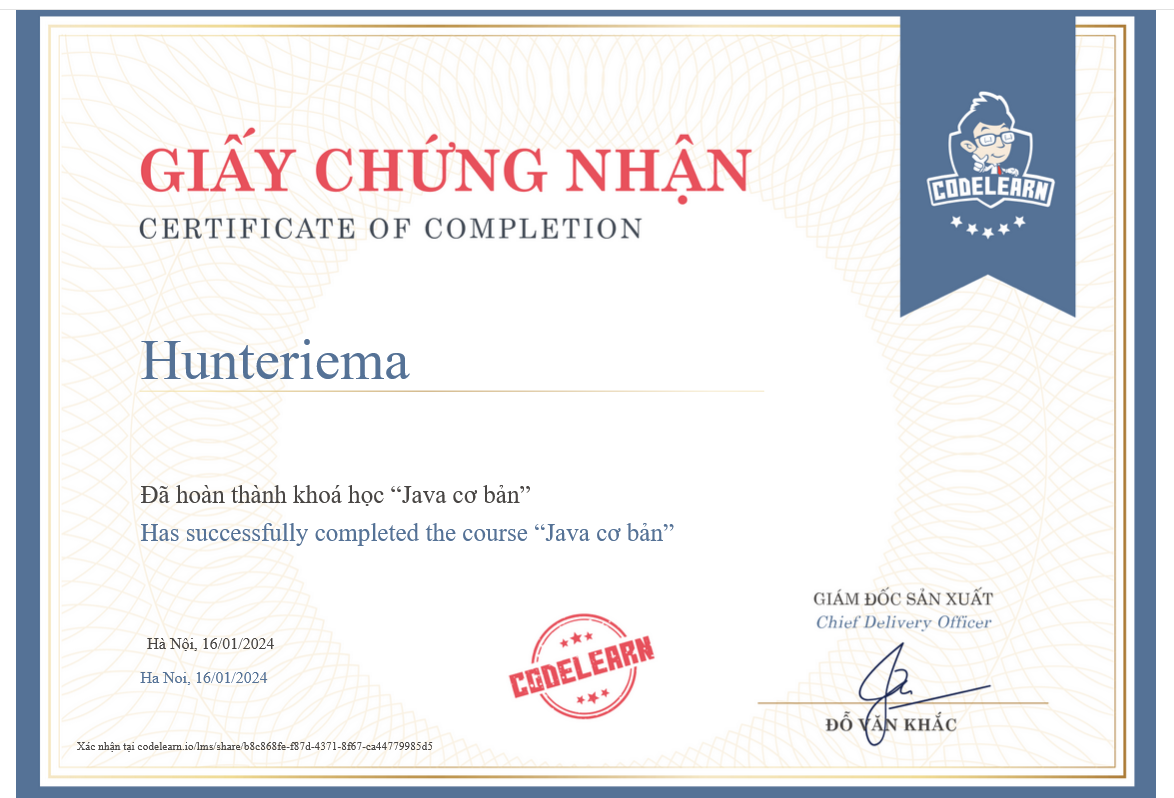 GIẤY CHỨNG NHẬN
CERTIFICATE OF COMPLETION
CODELEARN
Hunteriema
Đã hoàn thành khoá học “Java cơ bản”
Has successfully completed the course “Java cơ bản”
GIÁM ĐỐC SẢN XUẤT
Chief Delivery Officer
Hà Nội, 16/01/2024
Ha Noi, 16/01/2024
CODELEARN
ĐỖ VĂN KHẮC
Xác nhận tại codelearn.io/lms/share/b8c868fe-f87d-4371-8f67-ca44779985d5